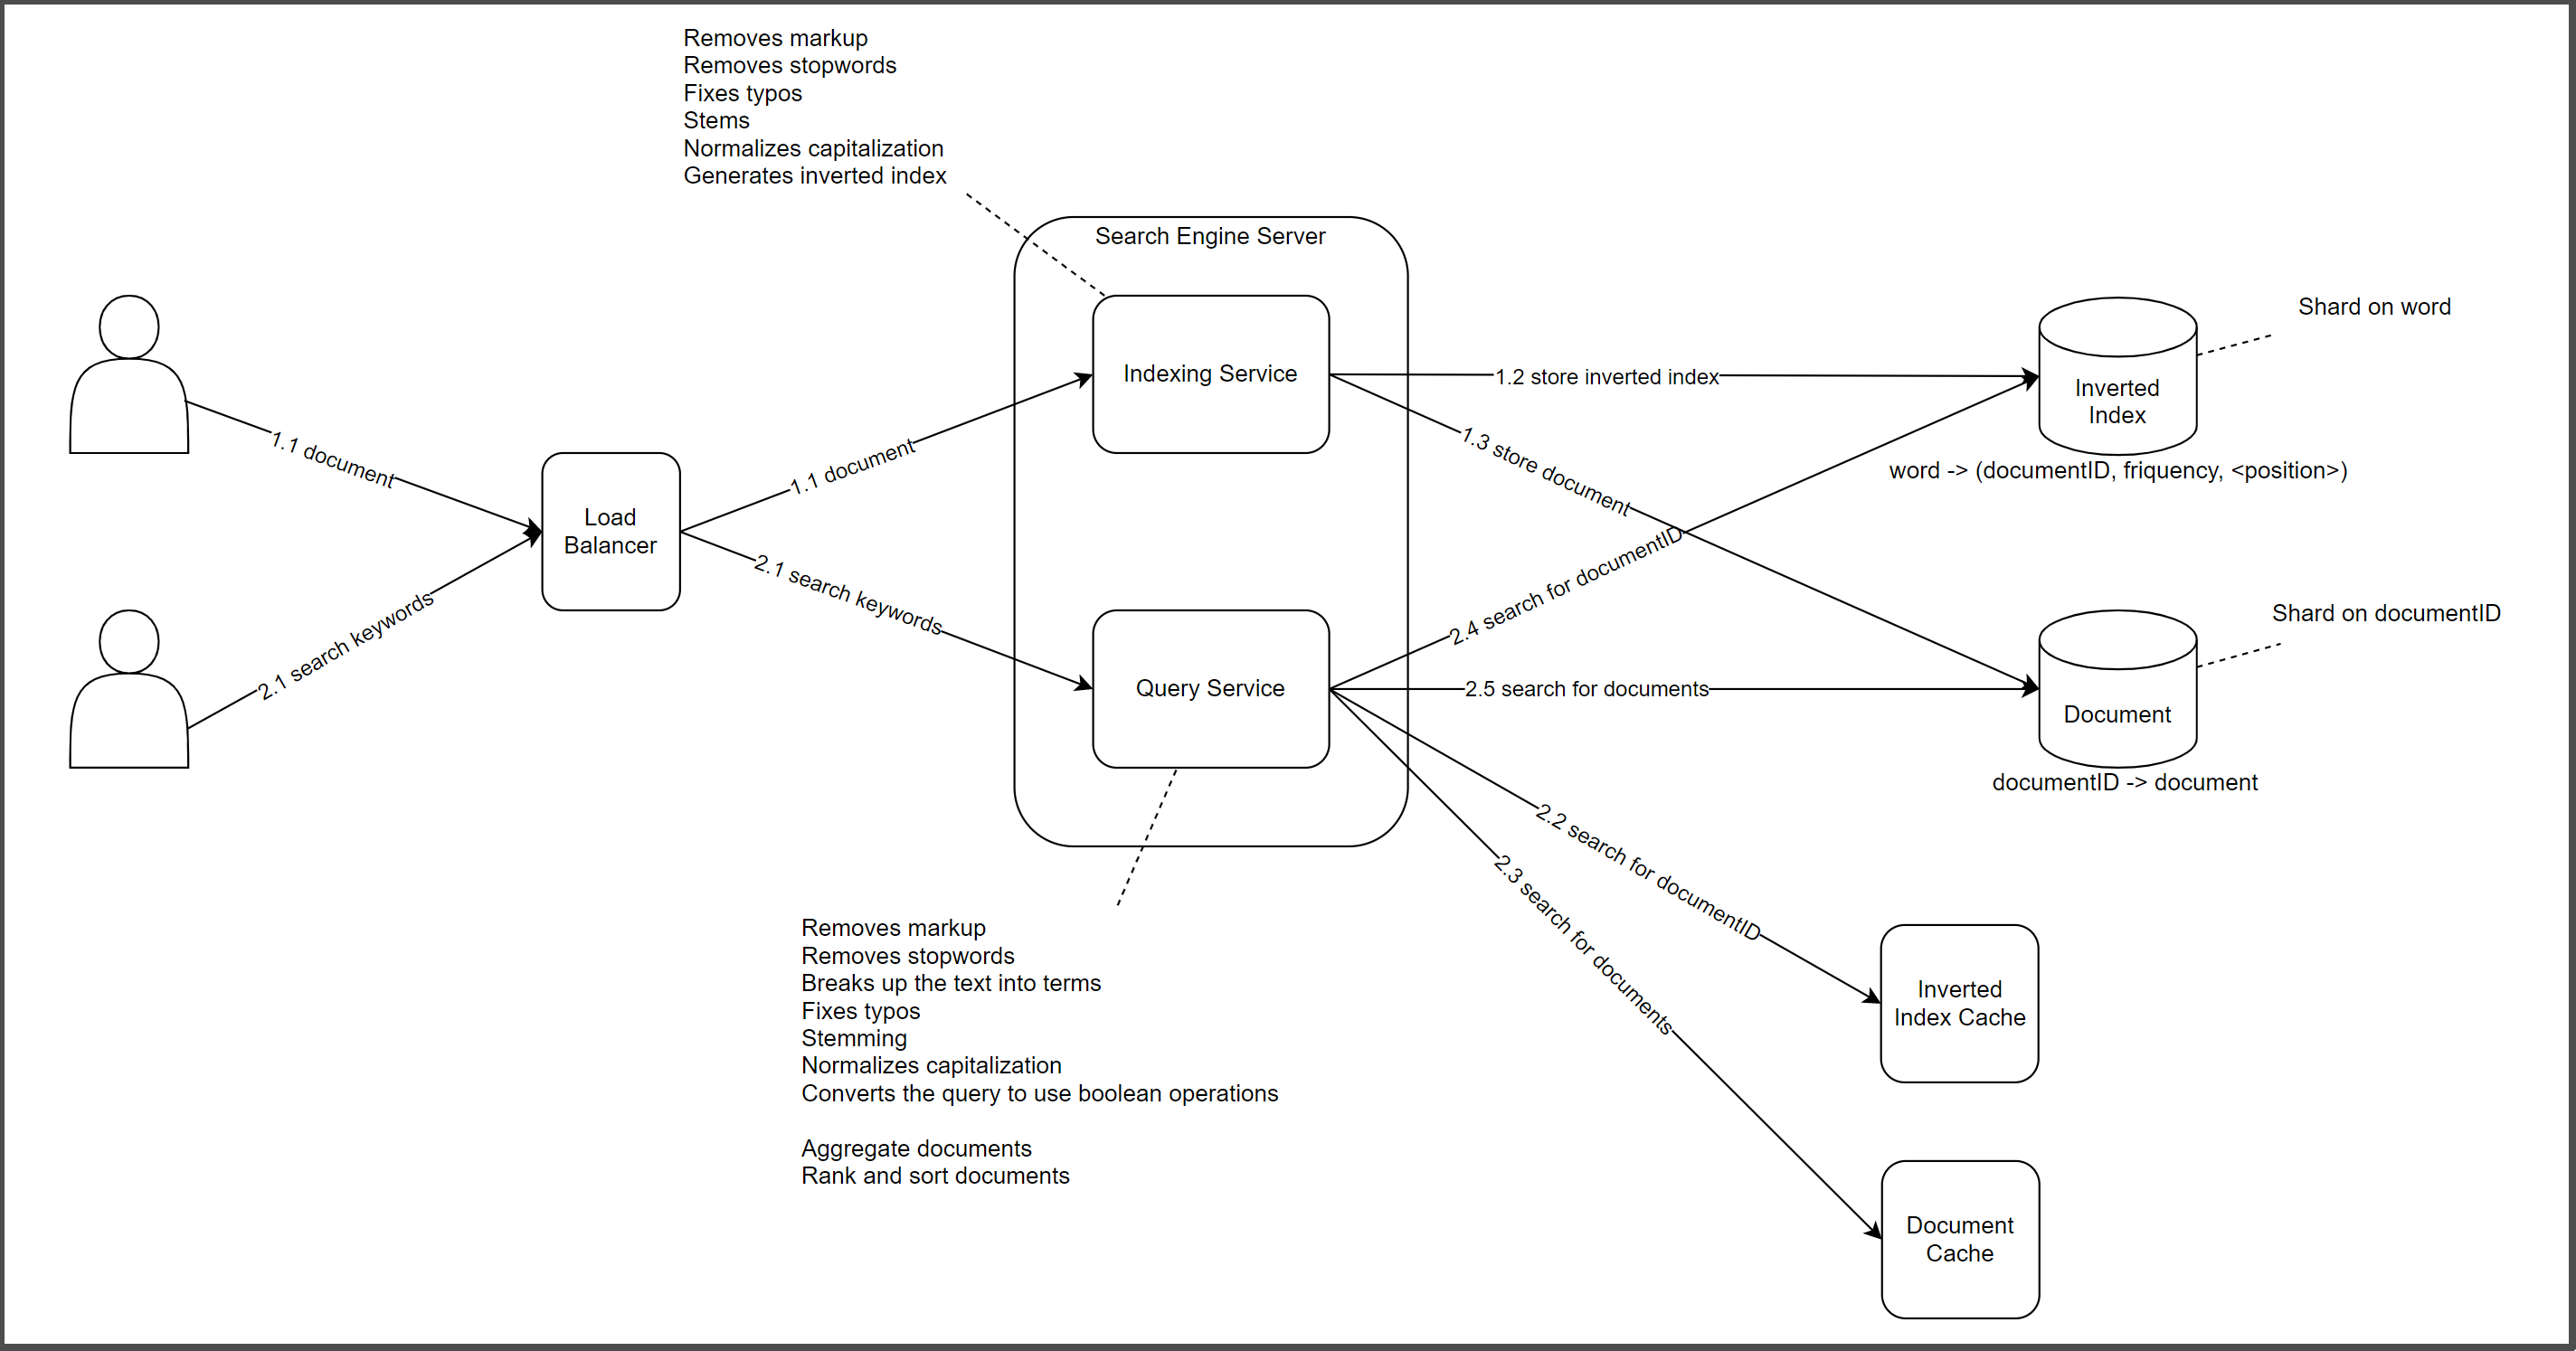 Removes markup
Removes stopwords
Fixes typos
Stems
Normalizes capitalization
Generates inverted index
Search Engine Server
Indexing Service
Query Service
1.1 document
2.1 search keywords
Load
Balancer
1.1 document
2.1 search keywords
1.2 store inverted index
1.3 store document
2.4 search for documentID
2.5 search for documents
2.2 search for documentID
2.3 search for documents
Shard on word
Inverted
Index
word -> (documentID, friquency, <position>)
Shard on documentID
Document
documentID -> document
Removes markup
Removes stopwords
Breaks up the text into terms
Fixes typos
Stemming
Normalizes capitalization
Converts the query to use boolean operations
Aggregate documents
Rank and sort documents
Inverted
Index Cache
Document
Cache